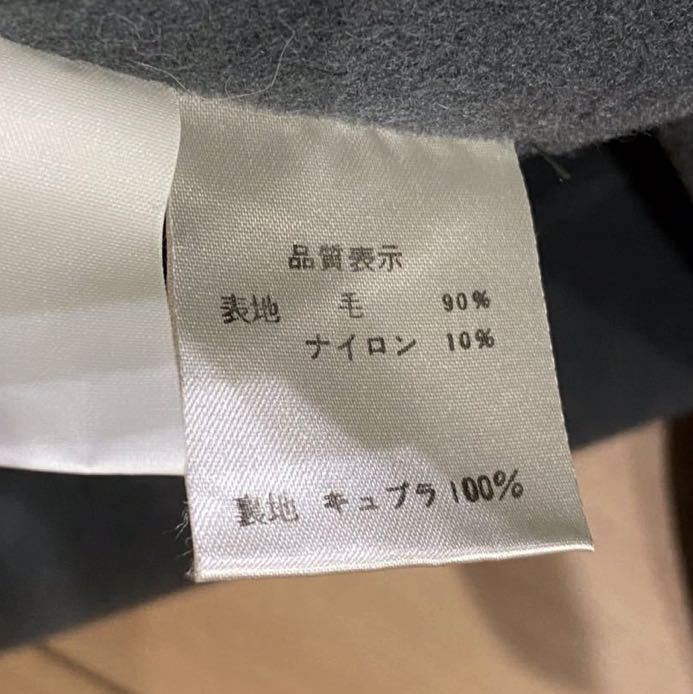 品質表示
表地 毛 90%
ナイロン 10%
裏地 キュプラ 100%